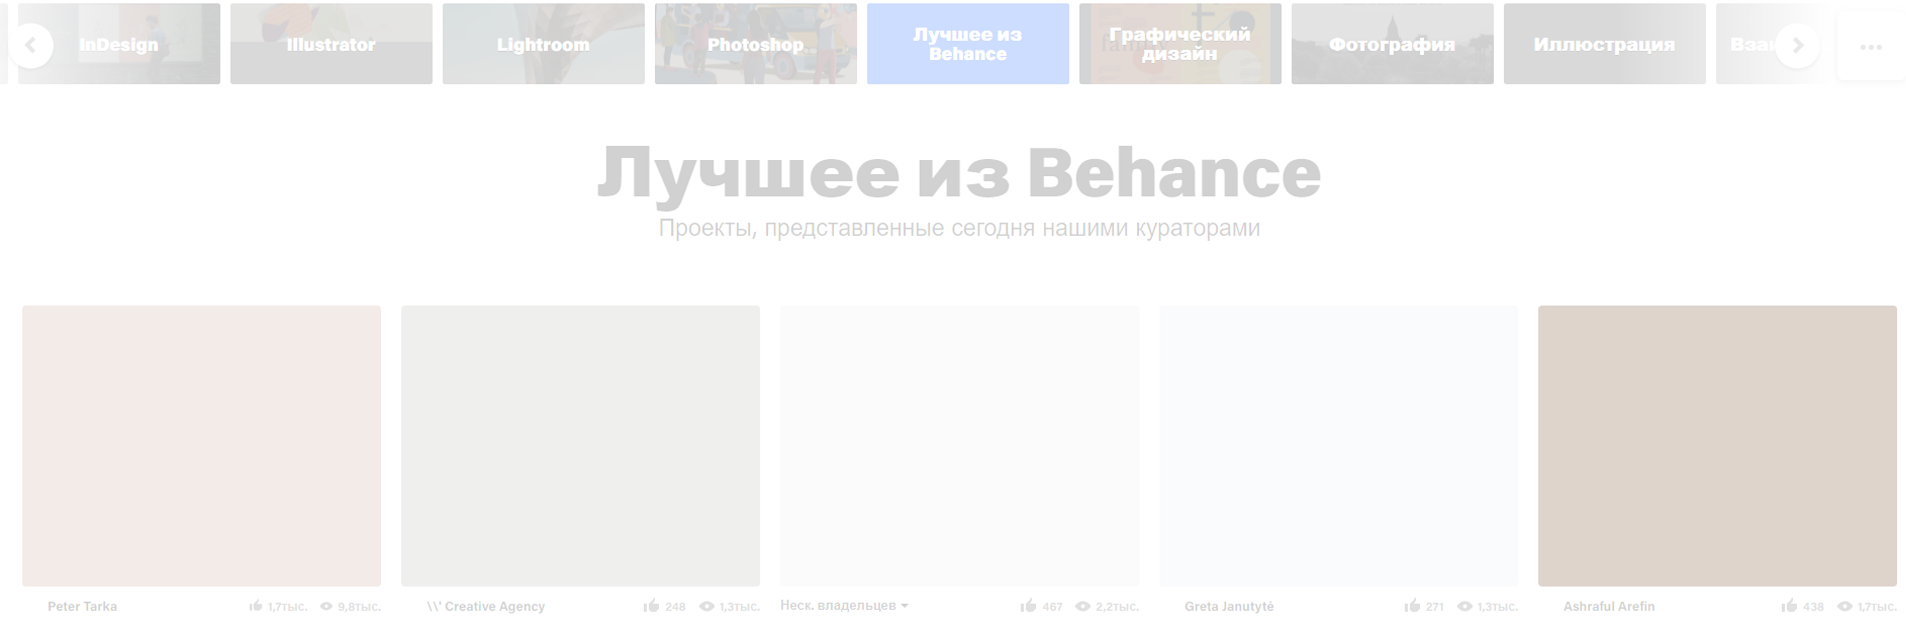 InDesign
Illustrator
Lightroom
Photoshop
Лучшее из
Behance
Графический
дизайн
Фотография
Иллюстрация
Лучшее из Behance
Проекты, представленные сегодня нашими кураторами
Peter Tarka 1,7тыс. 9,8тыс.
\\' Creative Agency 248 1,3тыс.
Неск. владельцев 467 2,2тыс.
Greta Janutytė 271 1,3тыс.
Ashraful Arefin 438 1,7тыс.